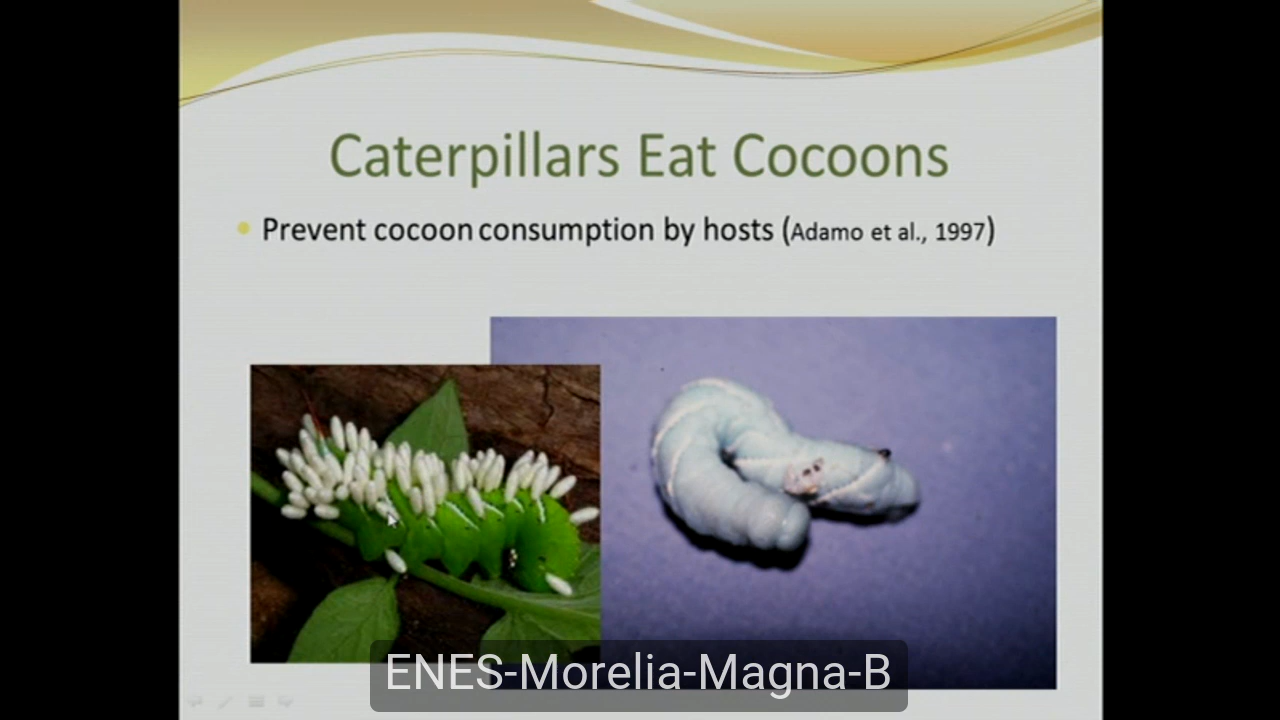 Caterpillars Eat Cocoons
Prevent cocoon consumption by hosts (Adamo et al., 1997)
ENES-Morelia-Magna-B